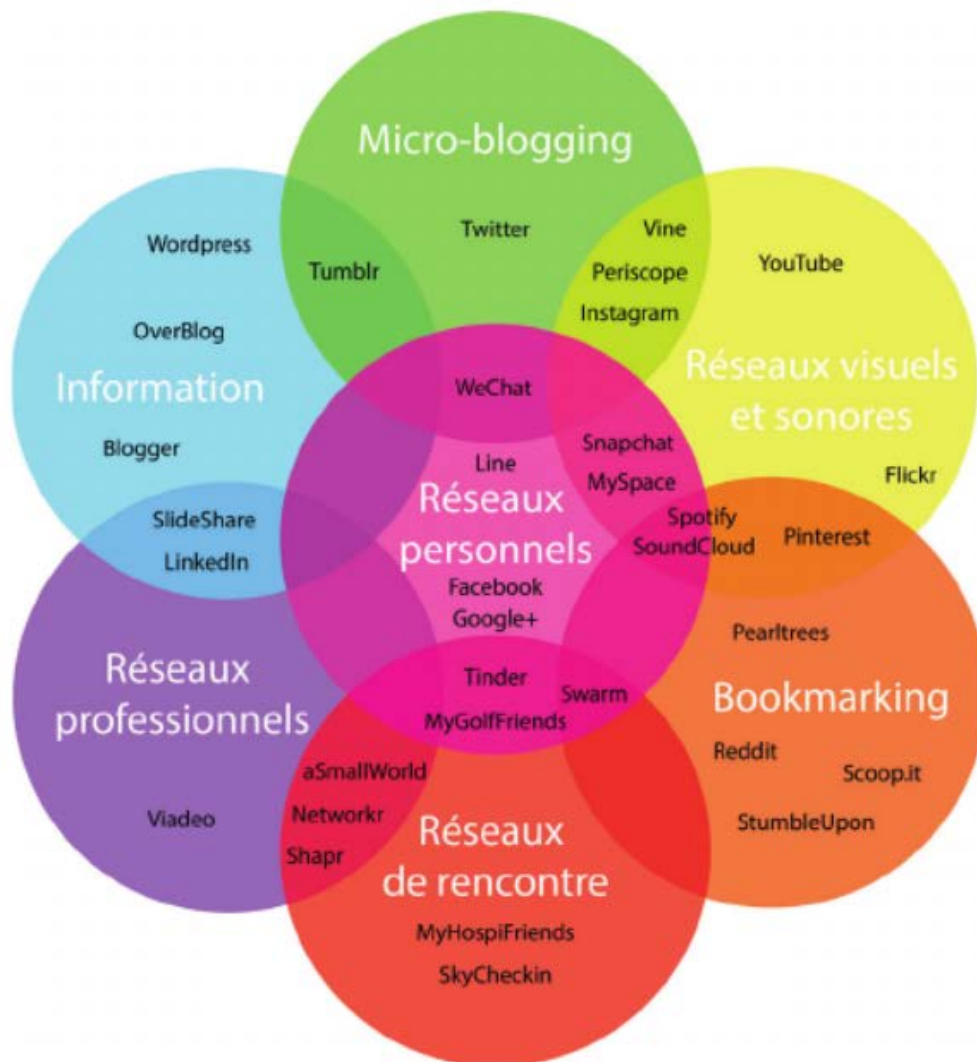 Micro-blogging
Twitter
Vine
Periscope
Instagram
Wordpress
Tumblr
OverBlog
Information
Blogger
YouTube
Réseaux visuels
et sonores
Flickr
WeChat
Line
Snapchat
MySpace
Réseaux
personnels
Spotify
SoundCloud
Pinterest
Facebook
Google+
SlideShare
LinkedIn
Réseaux
professionnels
Viadeo
Tinder
MyGolfFriends
Swarm
Pearltrees
Bookmarking
Reddit
Scoop.it
StumbleUpon
aSmallWorld
Networkr
Shapr
Réseaux
de rencontre
MyHospiFriends
SkyCheckin